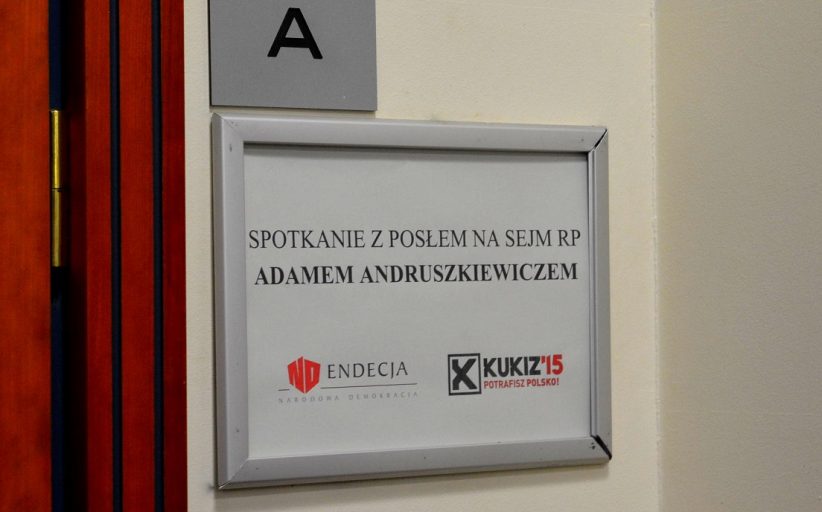 A
SPOTKANIE Z POSŁEM NA SEJM RP
ADAMEM ANDRUSZKIEWICZEM
ND ENDECJA
NARODOWA DEMOKRACJA
X KUKIZ'15
POTRAFISZ POLSKO!